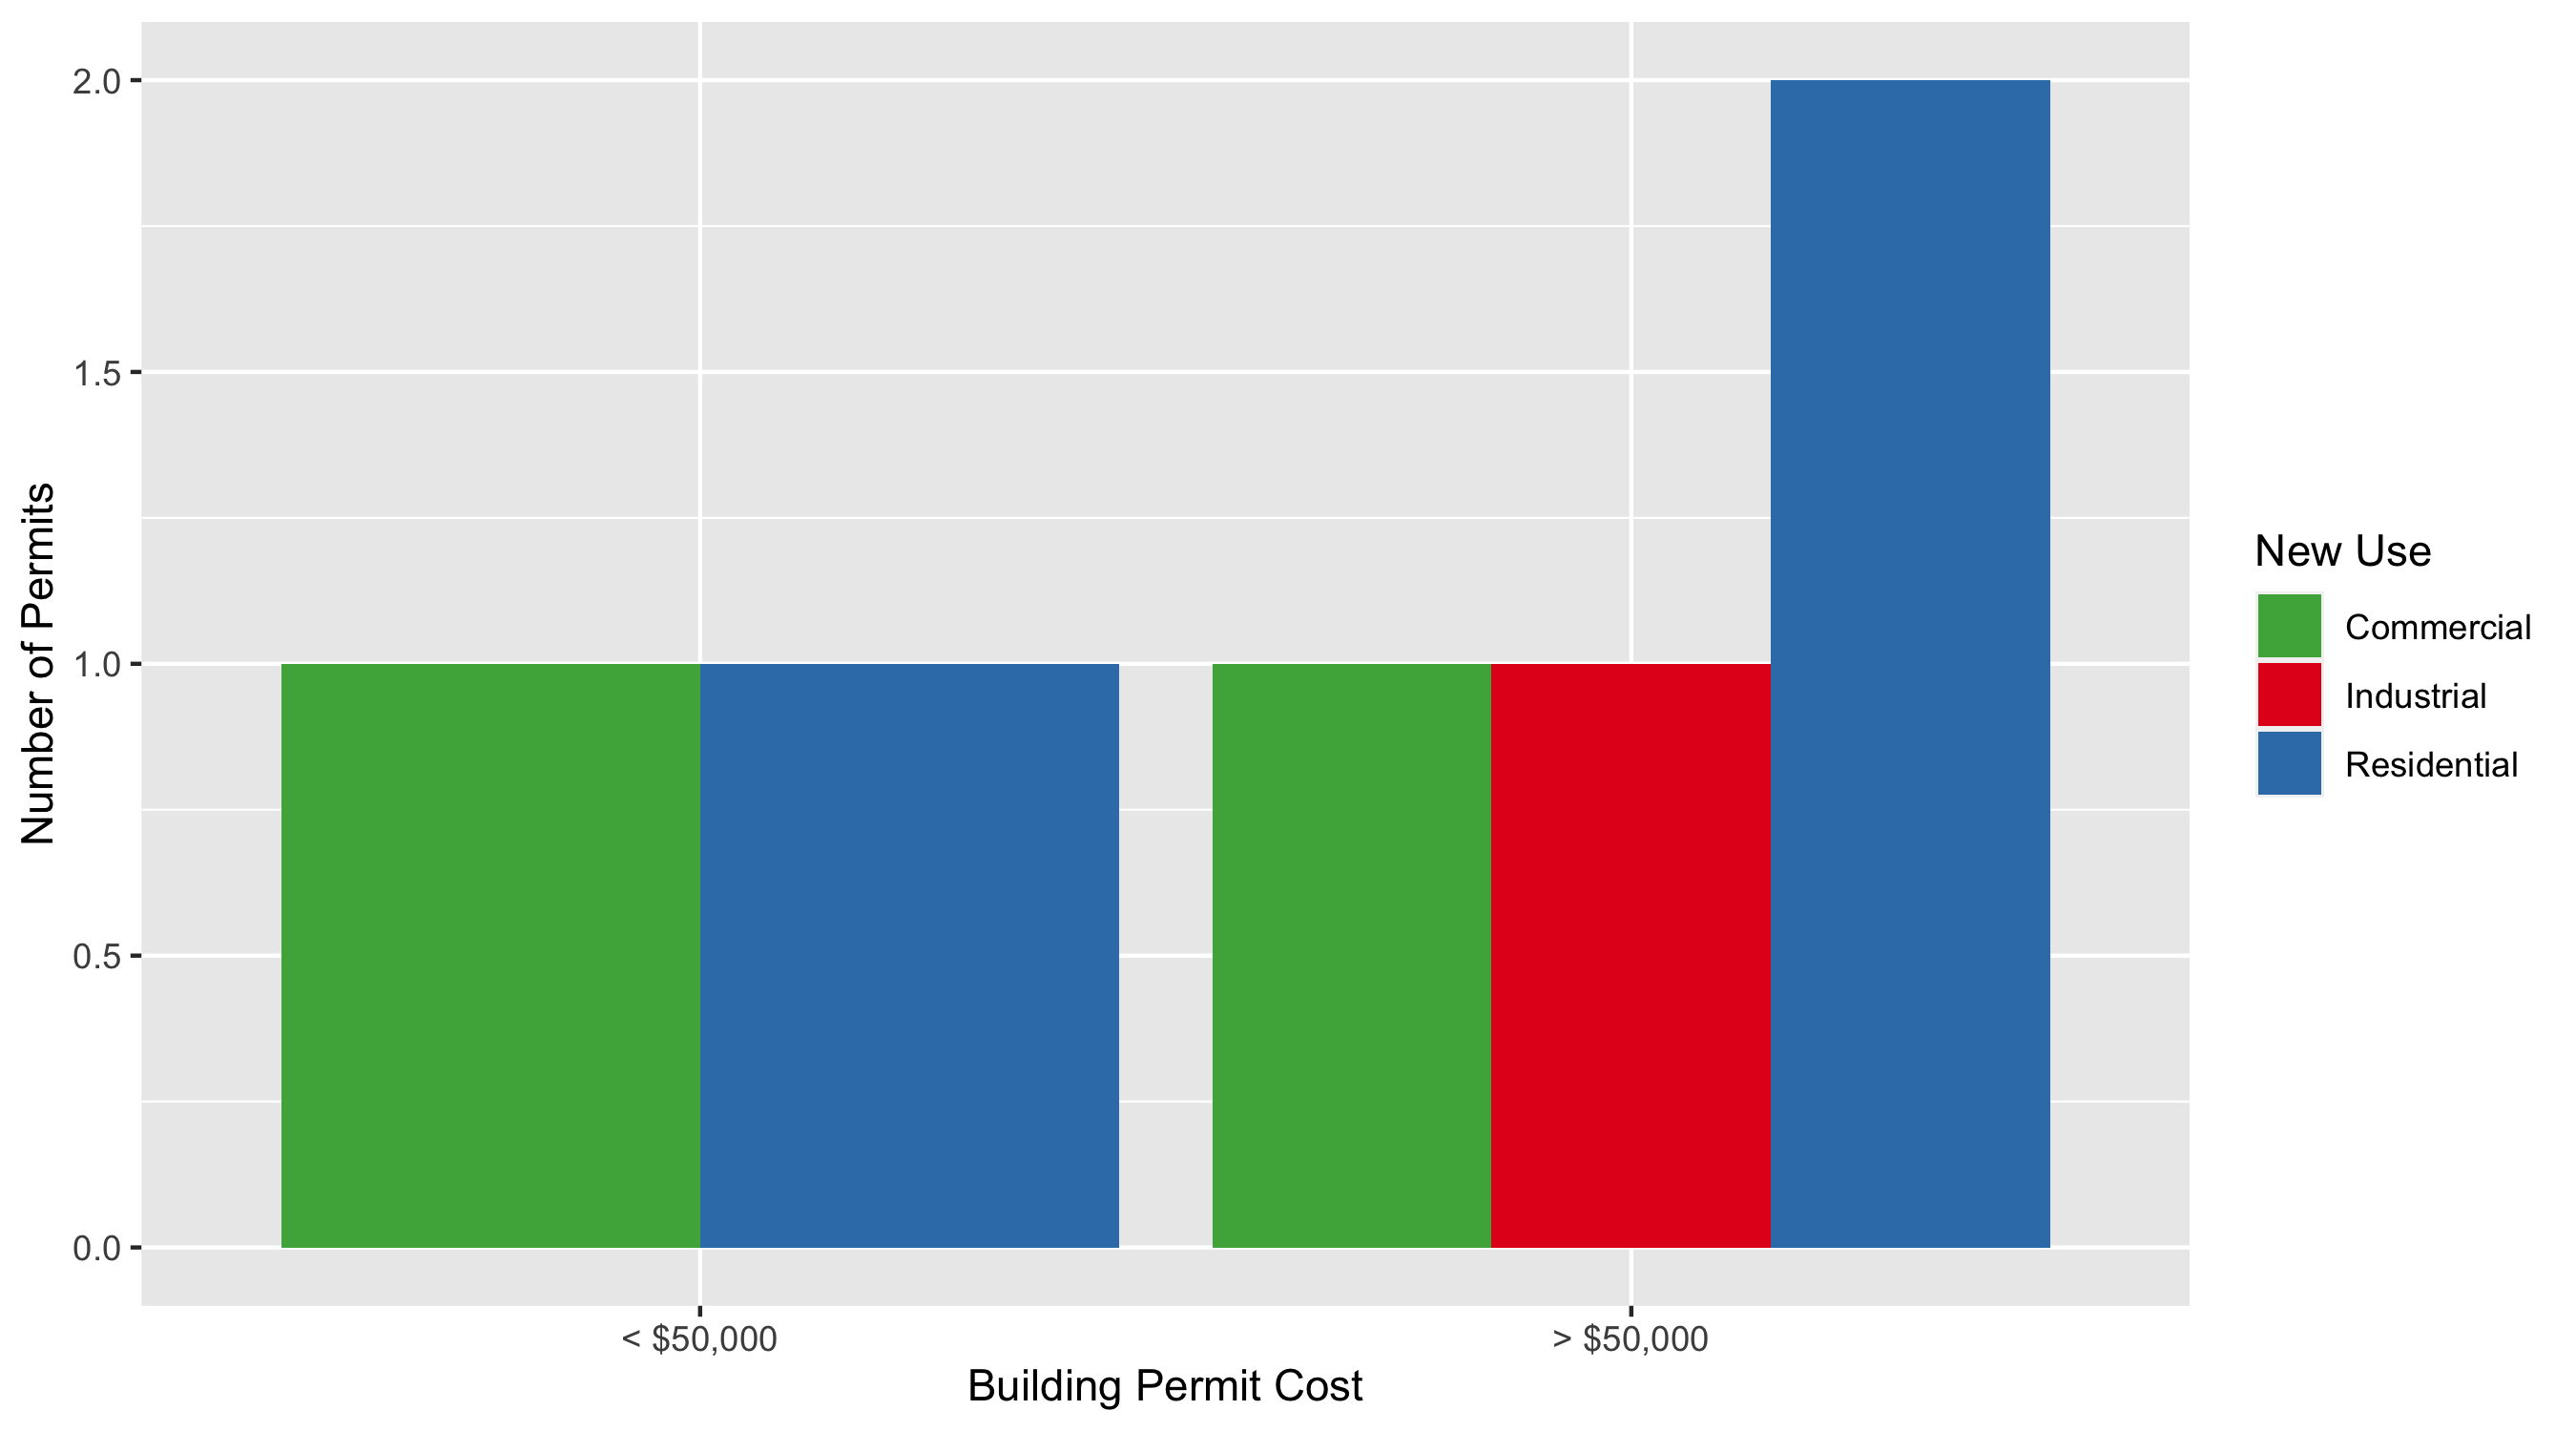 2.0
1.5
1.0
0.5
0.0
Number of Permits
< $50,000
> $50,000
Building Permit Cost
New Use
Commercial
Industrial
Residential